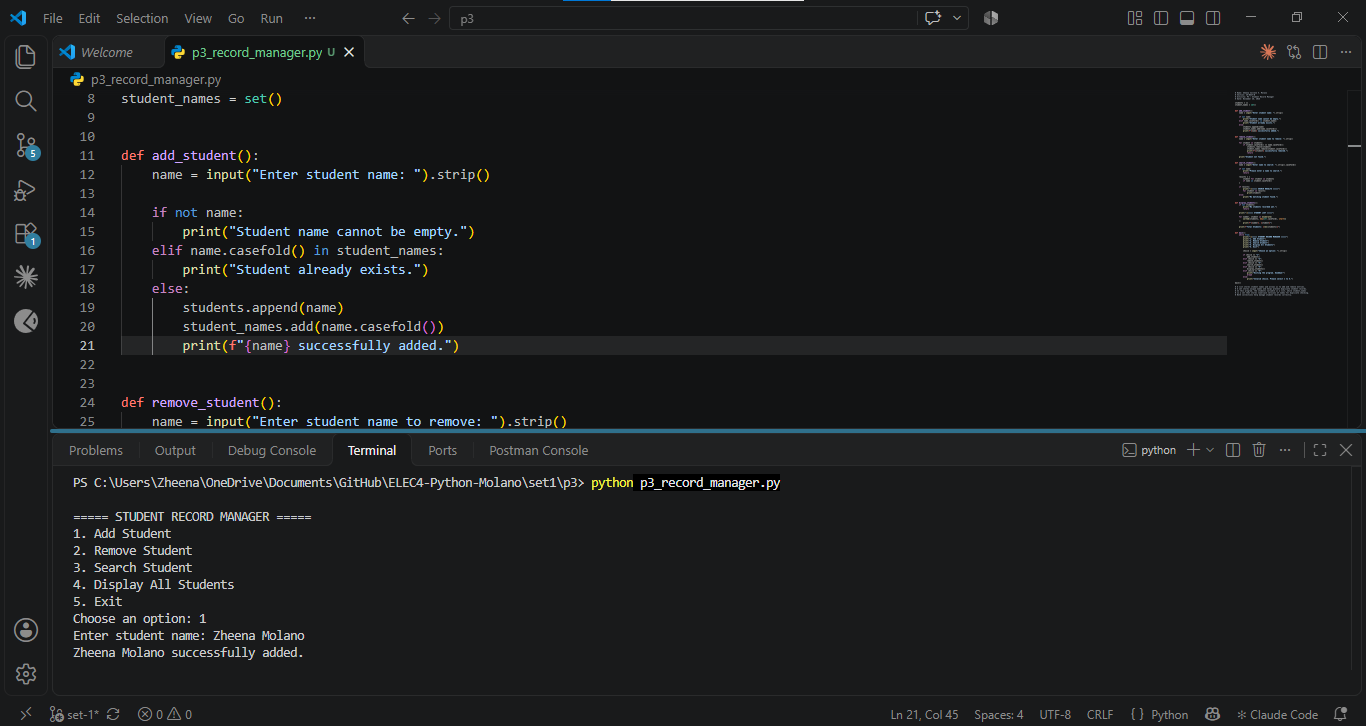 File Edit Selection View Go Run ··· p3
Welcome p3_record_manager.py U
p3_record_manager.py
8 student_names = set()
9
10
11 def add_student():
12 name = input("Enter student name: ").strip()
13
14 if not name:
15 print("Student name cannot be empty.")
16 elif name.casefold() in student_names:
17 print("Student already exists.")
18 else:
19 students.append(name)
20 student_names.add(name.casefold())
21 print(f"{name} successfully added.")
22
23
24 def remove_student():
25 name = input("Enter student name to remove: ").strip()
5
1
Problems Output Debug Console Terminal Ports Postman Console python
PS C:\Users\Zheena\OneDrive\Documents\GitHub\ELEC4-Python-Molano\set1\p3> python p3_record_manager.py
===== STUDENT RECORD MANAGER =====
1. Add Student
2. Remove Student
3. Search Student
4. Display All Students
5. Exit
Choose an option: 1
Enter student name: Zheena Molano
Zheena Molano successfully added.
set-1* 0 0 Ln 21, Col 45 Spaces: 4 UTF-8 CRLF { } Python Claude Code